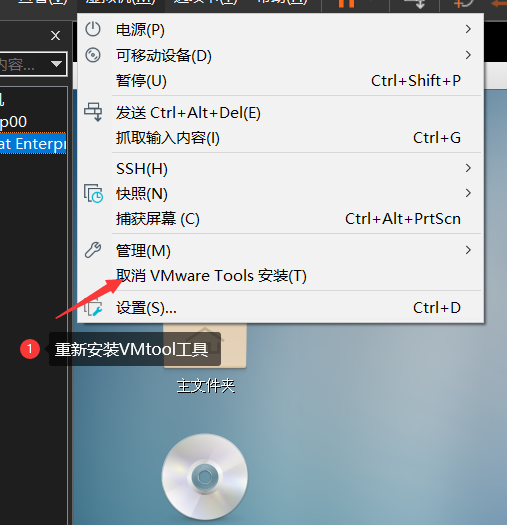 电源(P)
可移动设备(D)
暂停(U) Ctrl+Shift+P
发送 Ctrl+Alt+Del(E)
抓取输入内容(I) Ctrl+G
SSH(H)
快照(N)
捕获屏幕 (C) Ctrl+Alt+PrtScn
管理(M)
取消 VMware Tools 安装(T)
设置(S)... Ctrl+D
内容...
机
p00
at Enterpr
1 重新安装VMtool工具
主文件夹